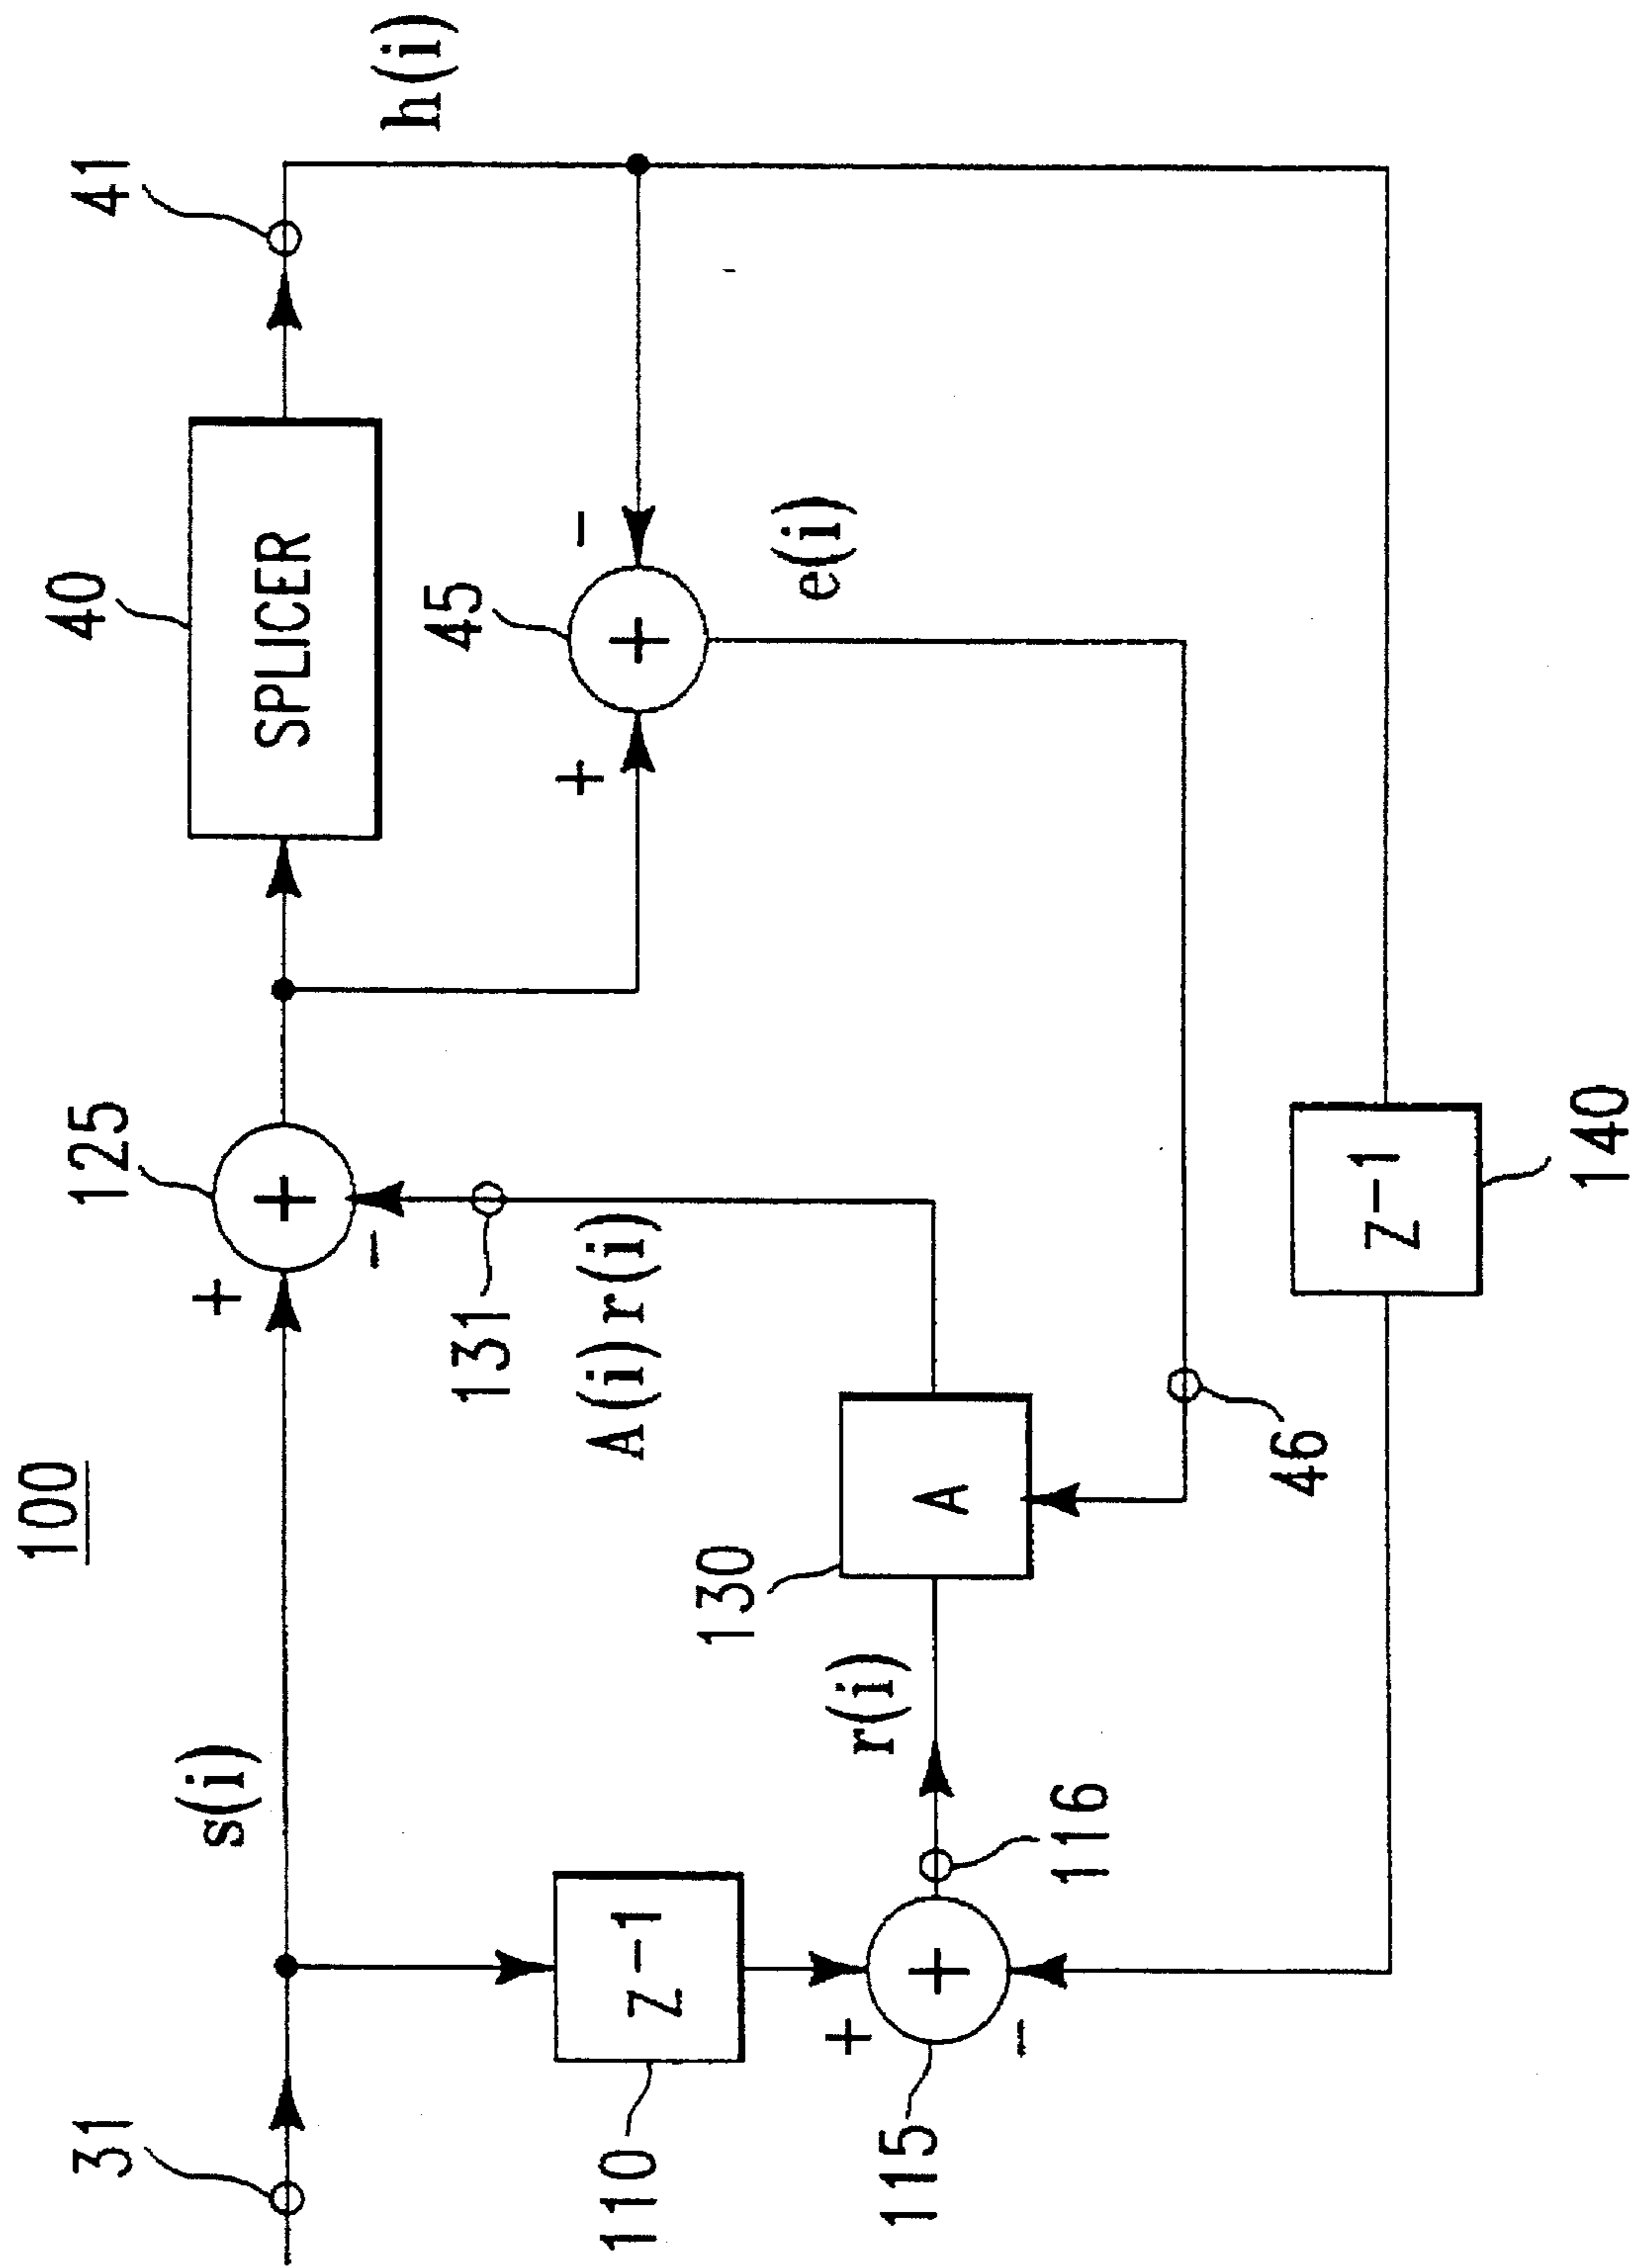 100
31
s(i)
125
+
-
40
SPLICER
41
h(i)
+
131
A(i) r(i)
45
+
-
+
e(i)
110
Z-1
130
A
r(i)
116
115
+
-
+
46
Z-1
140